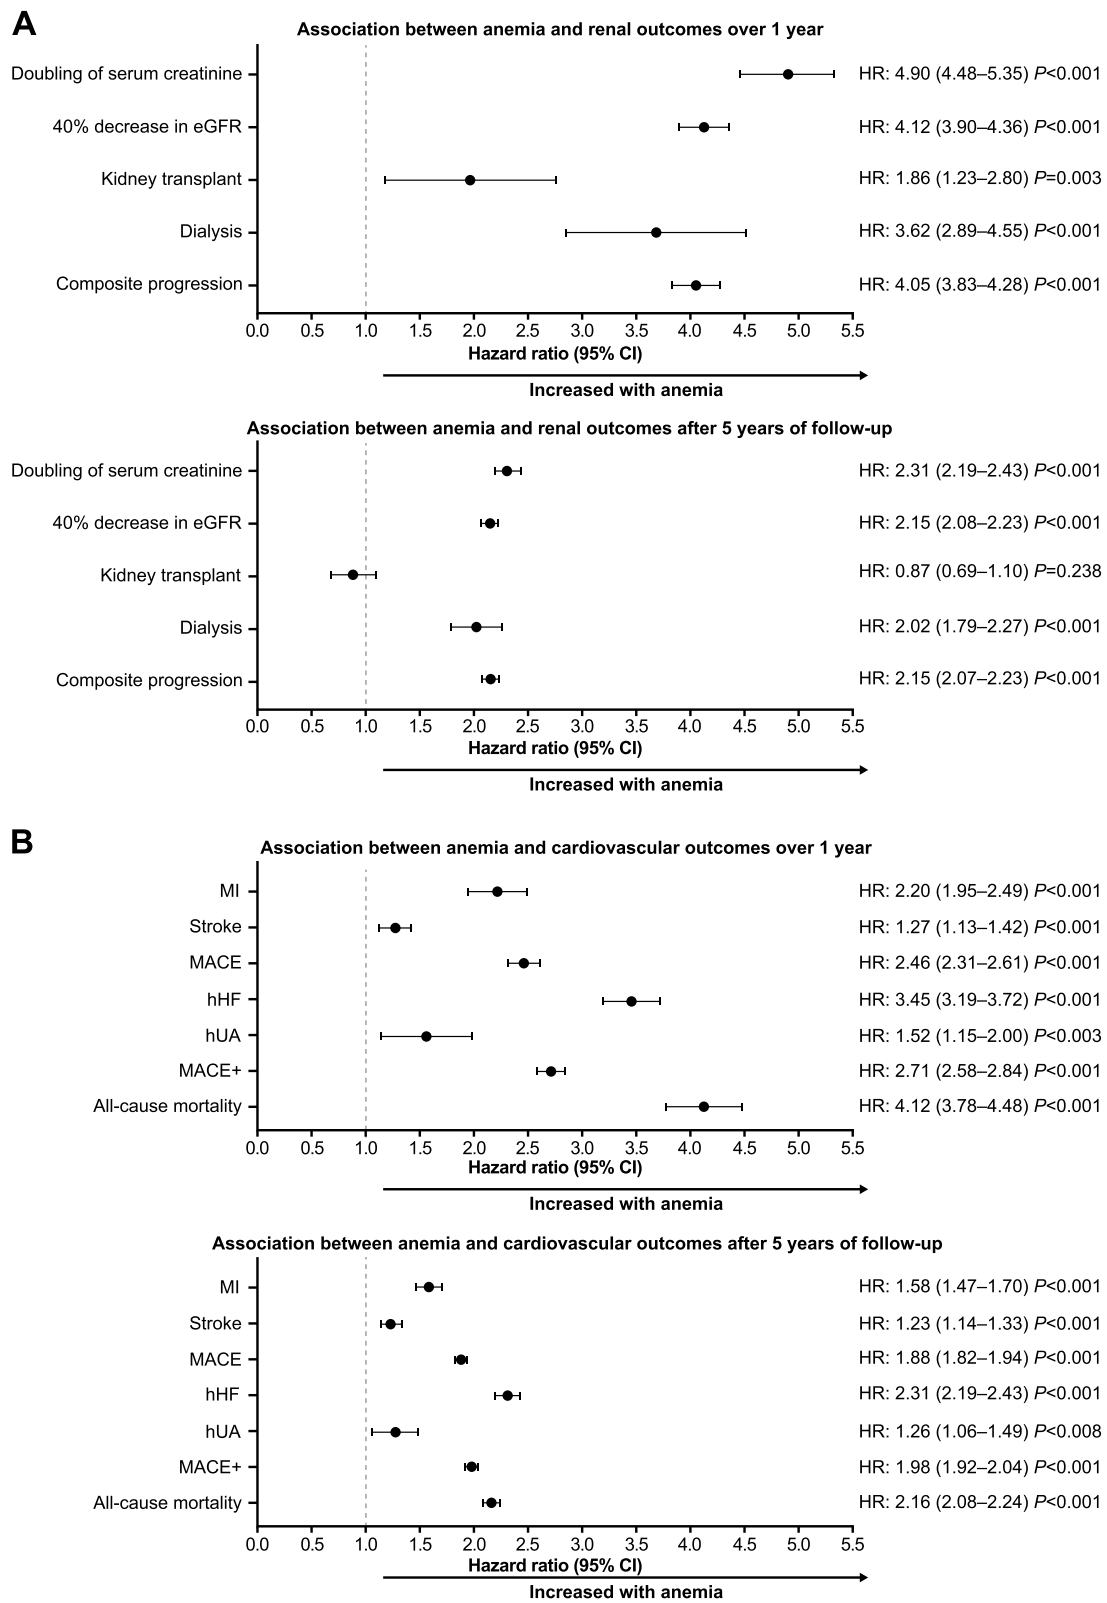 A
Association between anemia and renal outcomes over 1 year
Doubling of serum creatinine HR: 4.90 (4.48–5.35) P<0.001
40% decrease in eGFR HR: 4.12 (3.90–4.36) P<0.001
Kidney transplant HR: 1.86 (1.23–2.80) P=0.003
Dialysis HR: 3.62 (2.89–4.55) P<0.001
Composite progression HR: 4.05 (3.83–4.28) P<0.001
0.0 0.5 1.0 1.5 2.0 2.5 3.0 3.5 4.0 4.5 5.0 5.5
Hazard ratio (95% CI)
Increased with anemia
Association between anemia and renal outcomes after 5 years of follow-up
Doubling of serum creatinine HR: 2.31 (2.19–2.43) P<0.001
40% decrease in eGFR HR: 2.15 (2.08–2.23) P<0.001
Kidney transplant HR: 0.87 (0.69–1.10) P=0.238
Dialysis HR: 2.02 (1.79–2.27) P<0.001
Composite progression HR: 2.15 (2.07–2.23) P<0.001
0.0 0.5 1.0 1.5 2.0 2.5 3.0 3.5 4.0 4.5 5.0 5.5
Hazard ratio (95% CI)
Increased with anemia
B
Association between anemia and cardiovascular outcomes over 1 year
MI HR: 2.20 (1.95–2.49) P<0.001
Stroke HR: 1.27 (1.13–1.42) P<0.001
MACE HR: 2.46 (2.31–2.61) P<0.001
hHF HR: 3.45 (3.19–3.72) P<0.001
hUA HR: 1.52 (1.15–2.00) P<0.003
MACE+ HR: 2.71 (2.58–2.84) P<0.001
All-cause mortality HR: 4.12 (3.78–4.48) P<0.001
0.0 0.5 1.0 1.5 2.0 2.5 3.0 3.5 4.0 4.5 5.0 5.5
Hazard ratio (95% CI)
Increased with anemia
Association between anemia and cardiovascular outcomes after 5 years of follow-up
MI HR: 1.58 (1.47–1.70) P<0.001
Stroke HR: 1.23 (1.14–1.33) P<0.001
MACE HR: 1.88 (1.82–1.94) P<0.001
hHF HR: 2.31 (2.19–2.43) P<0.001
hUA HR: 1.26 (1.06–1.49) P<0.008
MACE+ HR: 1.98 (1.92–2.04) P<0.001
All-cause mortality HR: 2.16 (2.08–2.24) P<0.001
0.0 0.5 1.0 1.5 2.0 2.5 3.0 3.5 4.0 4.5 5.0 5.5
Hazard ratio (95% CI)
Increased with anemia